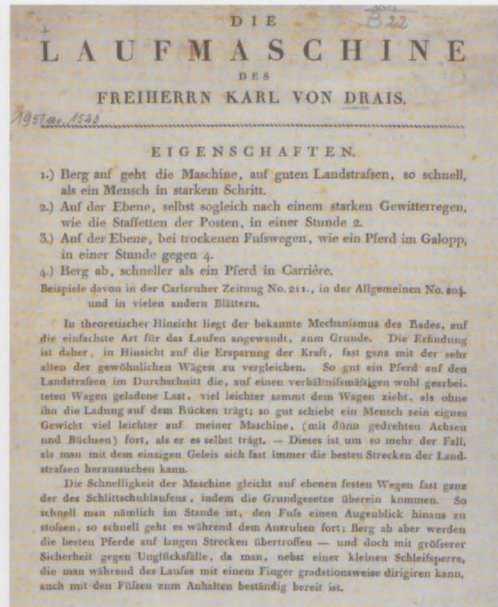 DIE
LAUFMASCHINE
DES
FREIHERRN KARL VON DRAIS.
EIGENSCHAFTEN.
1.) Berg auf geht die Maschine, auf guten Landstraſsen, so schnell,
als ein Mensch in starkem Schritt.
2.) Auf der Ebene, selbst sogleich nach einem starken Gewitterregen,
wie die Staffetten der Posten, in einer Stunde 2.
3.) Auf der Ebene, bei trockenen Fuſswegen, wie ein Pferd im Galopp,
in einer Stunde gegen 4.
4.) Berg ab, schneller als ein Pferd in Carrière.
Beispiele davon in der Carlsruher Zeitung No. 211., in der Allgemeinen No. 204.
und in vielen andern Blättern.
In theoretischer Hinsicht liegt der bekannte Mechanismus des Rades, auf
die einfachste Art für das Laufen angewandt, zum Grunde. Die Erfindung
ist daher, in Hinsicht auf die Ersparung der Kraft, fast ganz mit der sehr
alten der gewöhnlichen Wägen zu vergleichen. So gut ein Pferd auf den
Landstraſsen im Durchschnitt die, auf einen verhältniſsmäſsigen wohl gearbei-
teten Wagen geladene Last, viel leichter sammt dem Wagen zieht, als ohne
ihn die Ladung auf dem Rücken trägt; so gut schiebt ein Mensch sein eignes
Gewicht viel leichter auf meiner Maschine, (mit dünn gedrehten Achsen
und Büchsen) fort, als er es selbst trägt. — Dieses ist um so mehr der Fall,
als man mit dem einzigen Geleis sich fast immer die besten Strecken der Land-
straſsen heraussuchen kann.
Die Schnelligkeit der Maschine gleicht auf ebenen festen Wegen fast ganz
der des Schlittschuhlaufens, indem die Grundgesetze überein kommen. So
schnell man nämlich im Stande ist, den Fuſs einen Augenblick hinaus zu
stoſsen, so schnell geht es während dem Ausruhen fort; Berg ab aber werden
die besten Pferde auf langen Strecken übertroffen — und doch mit gröſserer
Sicherheit gegen Unglücksfälle, da man, nebst einer kleinen Schleifsperre,
die man während des Laufes mit einem Finger gradationsweise dirigiren kann,
auch mit den Füſsen zum Anhalten beständig bereit ist.